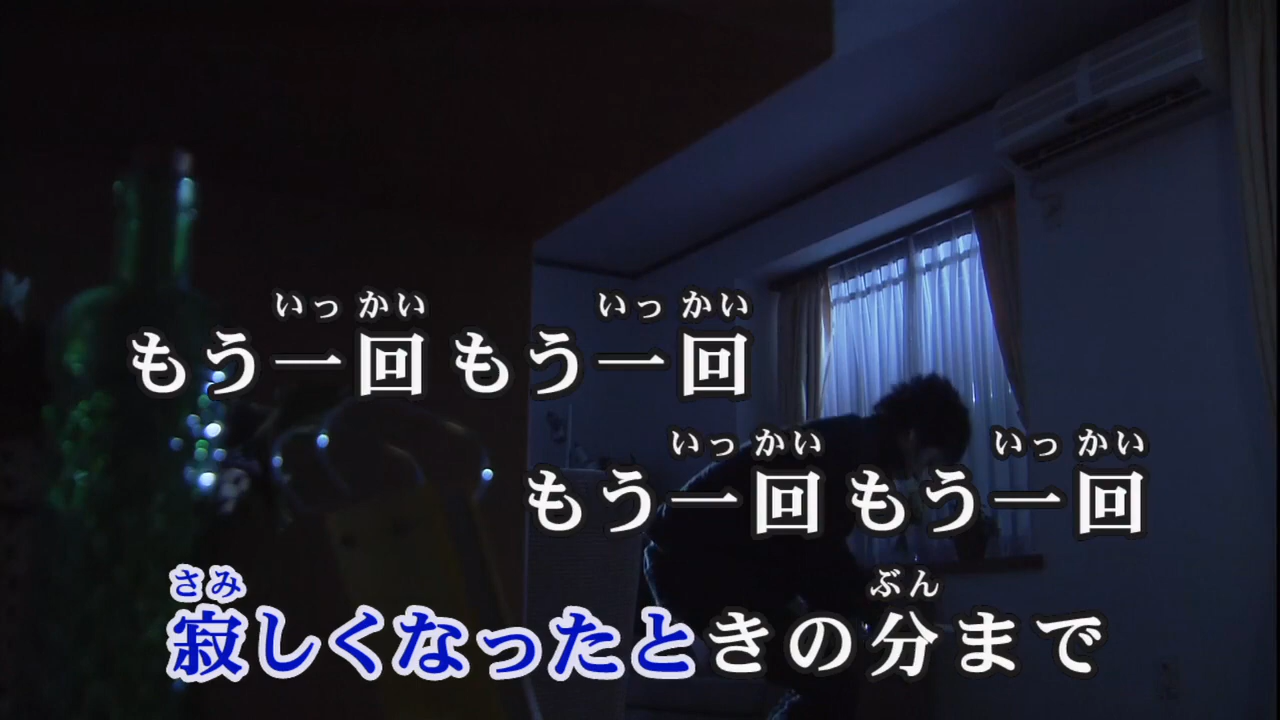 いっ かい いっ かい
もう一回 もう一回
いっ かい いっ かい
もう一回 もう一回
さみ ぶん
寂しくなったときの分まで